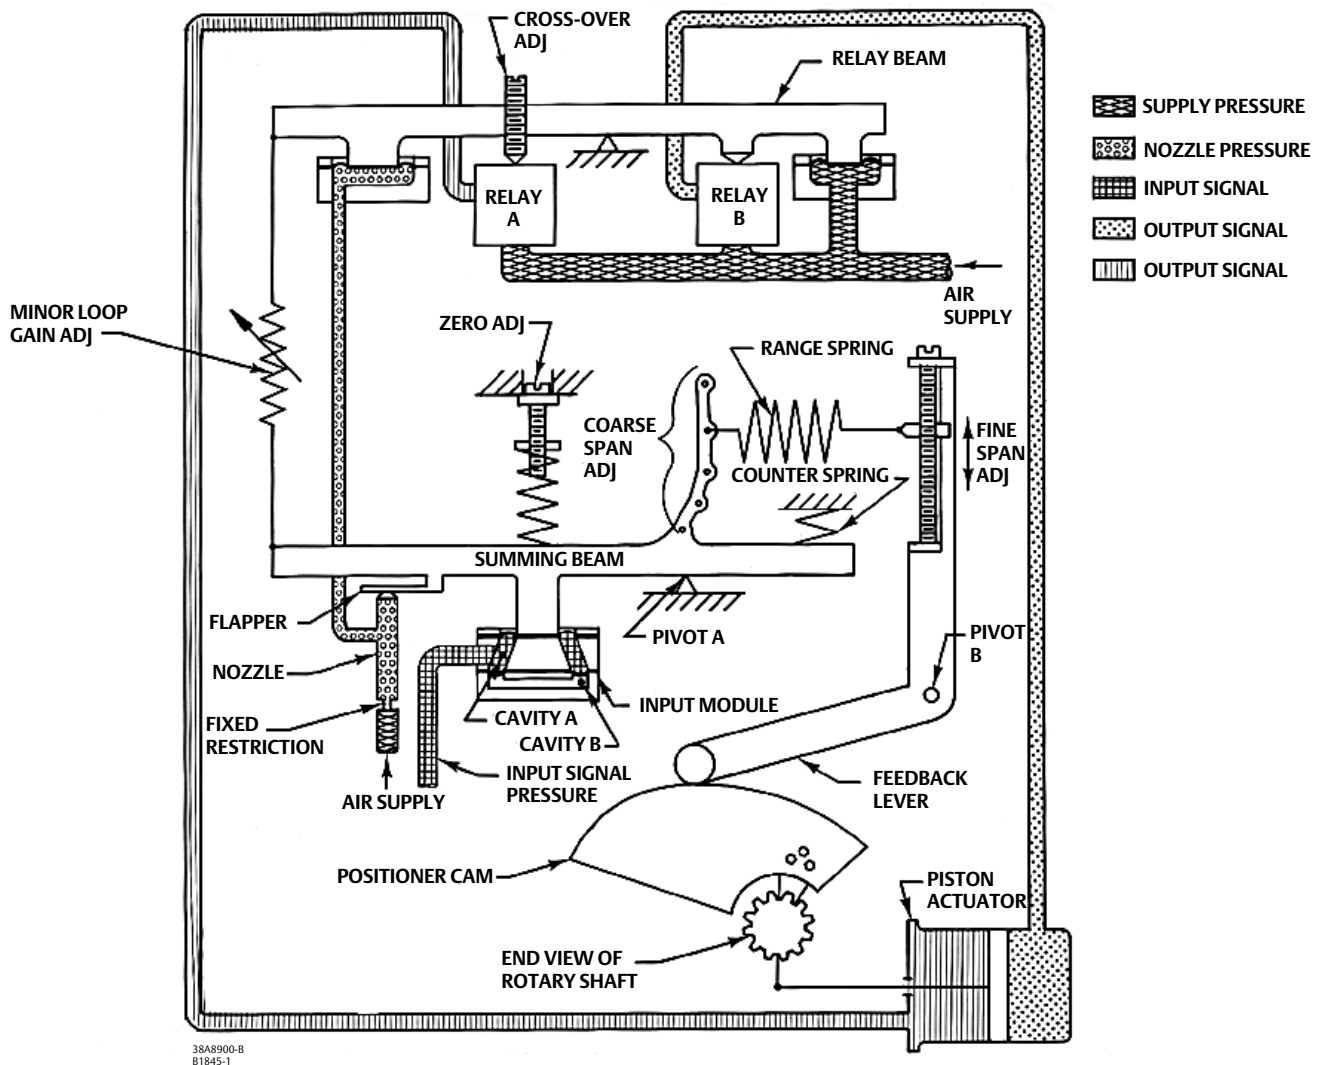 CROSS-OVER
ADJ
RELAY BEAM
SUPPLY PRESSURE
NOZZLE PRESSURE
INPUT SIGNAL
OUTPUT SIGNAL
OUTPUT SIGNAL
RELAY
A
RELAY
B
AIR
SUPPLY
MINOR LOOP
GAIN ADJ
ZERO ADJ
RANGE SPRING
COARSE
SPAN
ADJ
FINE
SPAN
ADJ
COUNTER SPRING
SUMMING BEAM
FLAPPER
PIVOT A
PIVOT
B
NOZZLE
INPUT MODULE
CAVITY A
CAVITY B
FIXED
RESTRICTION
INPUT SIGNAL
PRESSURE
AIR SUPPLY
FEEDBACK
LEVER
POSITIONER CAM
PISTON
ACTUATOR
END VIEW OF
ROTARY SHAFT
38A8900-B
B1845-1